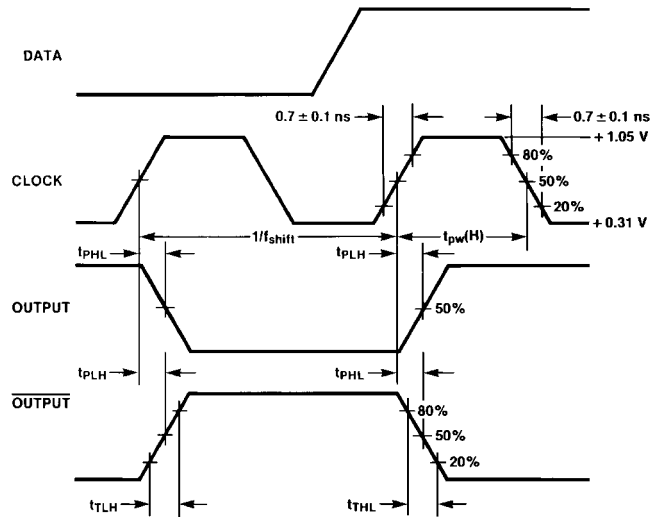 DATA
0.7 ± 0.1 ns
0.7 ± 0.1 ns
+ 1.05 V
80%
CLOCK
50%
20%
+ 0.31 V
1/fshift
tpw(H)
tPHL
tPLH
OUTPUT
50%
tPLH
tPHL
OUTPUT
80%
50%
20%
tTLH
tTHL